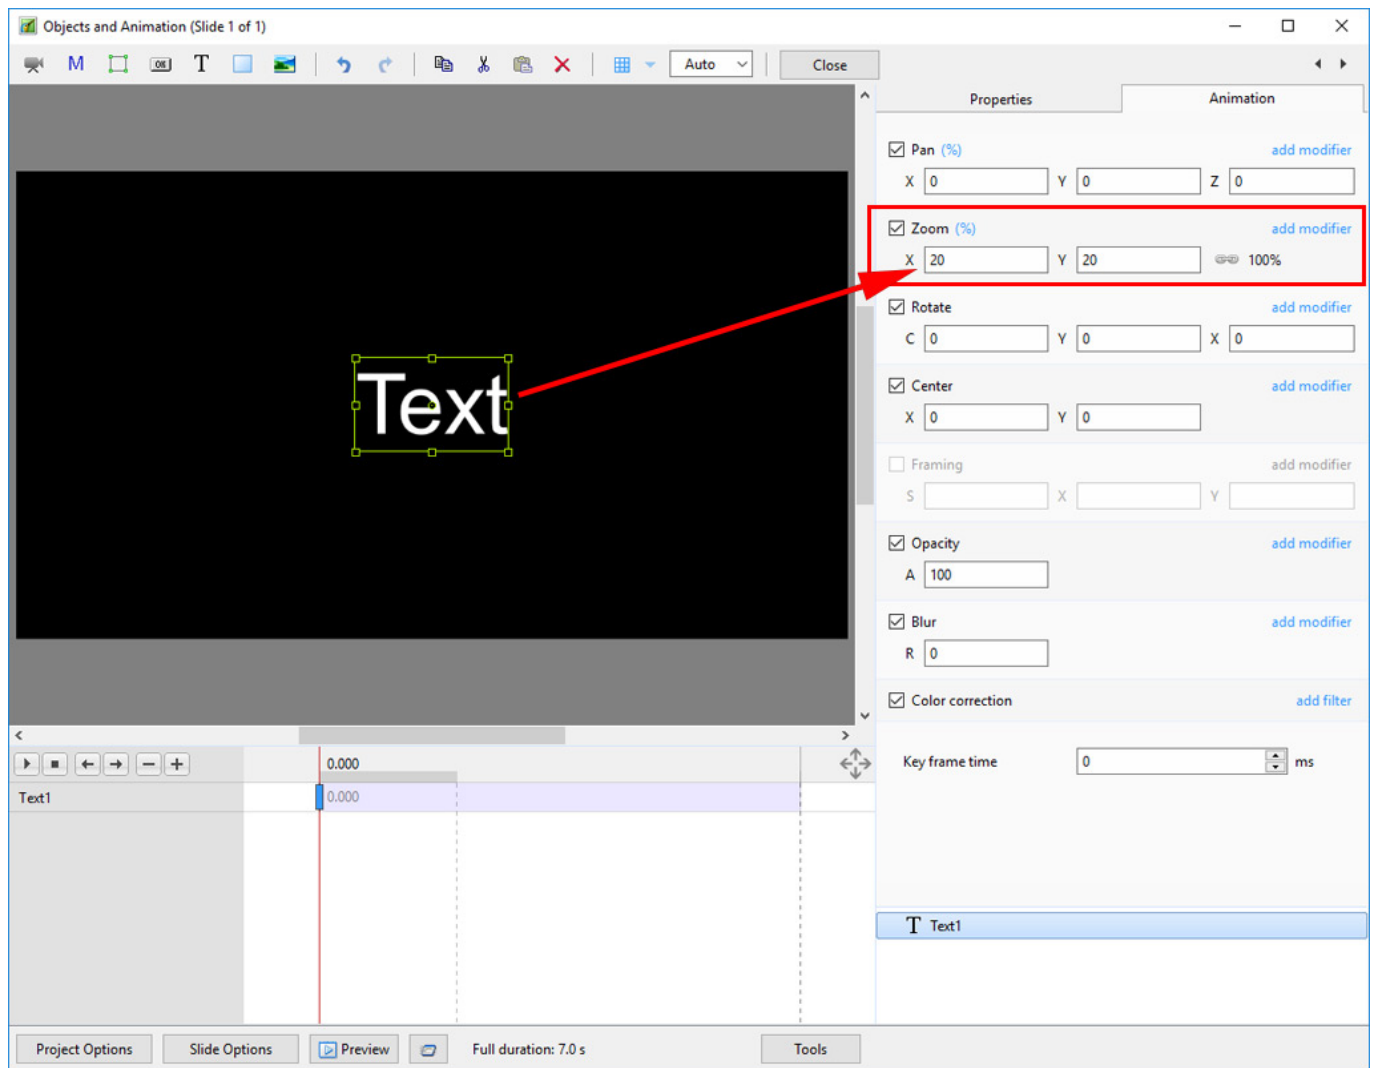 Objects and Animation (Slide 1 of 1)
M OK T Auto Close
Properties Animation
Pan (%) add modifier
X 0 Y 0 Z 0
Zoom (%) add modifier
X 20 Y 20 100%
Rotate add modifier
C 0 Y 0 X 0
Center add modifier
X 0 Y 0
Framing add modifier
S X Y
Opacity add modifier
A 100
Blur add modifier
R 0
Color correction add filter
Key frame time 0 ms
Text
0.000
Text1 0.000
T Text1
Project Options Slide Options Preview Full duration: 7.0 s Tools